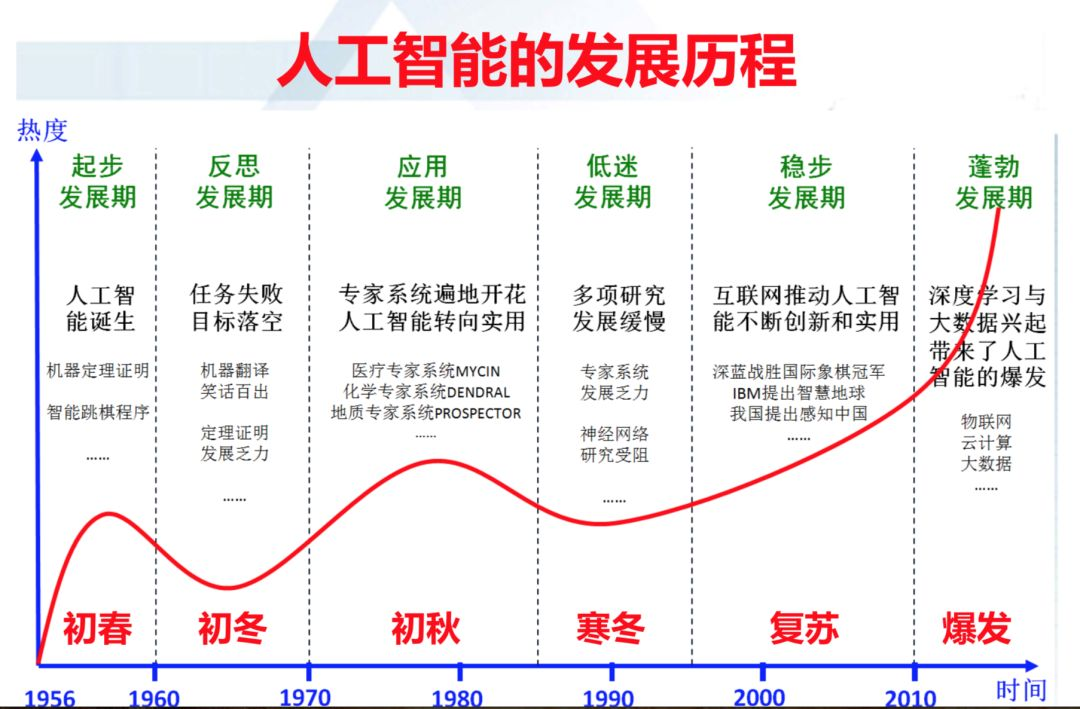 人工智能的发展历程
热度
起步
发展期
反思
发展期
应用
发展期
低迷
发展期
稳步
发展期
蓬勃
发展期
人工智
能诞生
机器定理证明
智能跳棋程序
……
任务失败
目标落空
机器翻译
笑话百出
定理证明
发展乏力
……
专家系统遍地开花
人工智能转向实用
医疗专家系统MYCIN
化学专家系统DENDRAL
地质专家系统PROSPECTOR
……
多项研究
发展缓慢
专家系统
发展乏力
神经网络
研究受阻
……
互联网推动人工智
能不断创新和实用
深蓝战胜国际象棋冠军
IBM提出智慧地球
我国提出感知中国
……
深度学习与
大数据兴起
带来了人工
智能的爆发
物联网
云计算
大数据
……
初春
初冬
初秋
寒冬
复苏
爆发
1956
1960
1970
1980
1990
2000
2010
时间